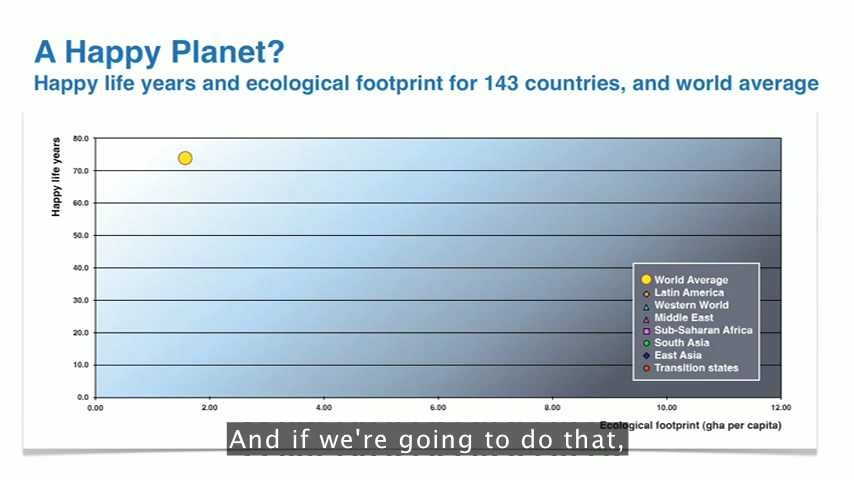 A Happy Planet?
Happy life years and ecological footprint for 143 countries, and world average
Happy life years
80.0
70.0
60.0
50.0
40.0
30.0
20.0
10.0
0.0
World Average
Latin America
Western World
Middle East
Sub-Saharan Africa
South Asia
East Asia
Transition states
0.00 2.00 4.00 6.00 8.00 10.00 12.00
Ecological footprint (gha per capita)
And if we're going to do that,